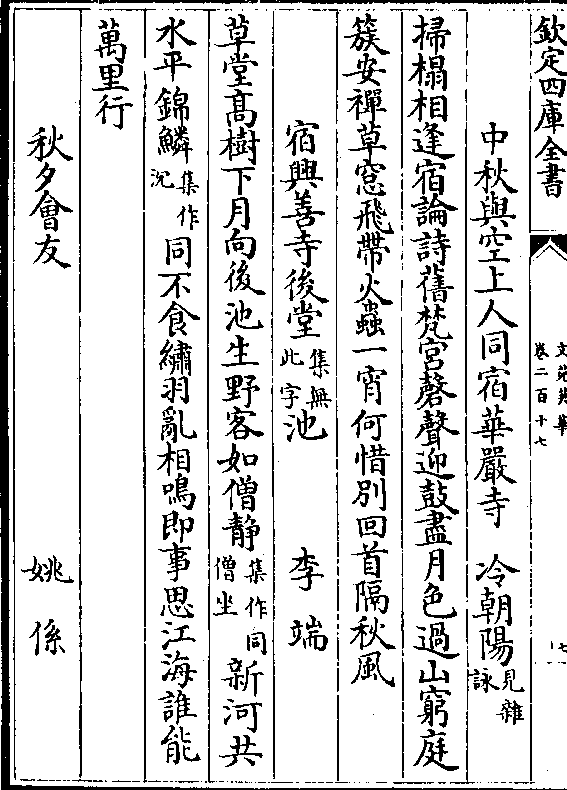 欽定四庫全書
文苑英華
卷二百十七
七
中秋與空上人同宿華嚴寺　冷朝陽見雜詠
掃榻相逢宿論詩舊梵宮磬聲迎鼓盡月色過山窮庭
簇安禪草窓飛帶火蟲一宵何惜別回首隔秋風
宿興善寺後堂集無此字池　李端
草堂高樹下月向後池生野客如僧靜集作同僧坐新河共
水平錦鱗集作沉同不食繡羽亂相鳴即事思江海誰能
萬里行
秋夕會友　姚係